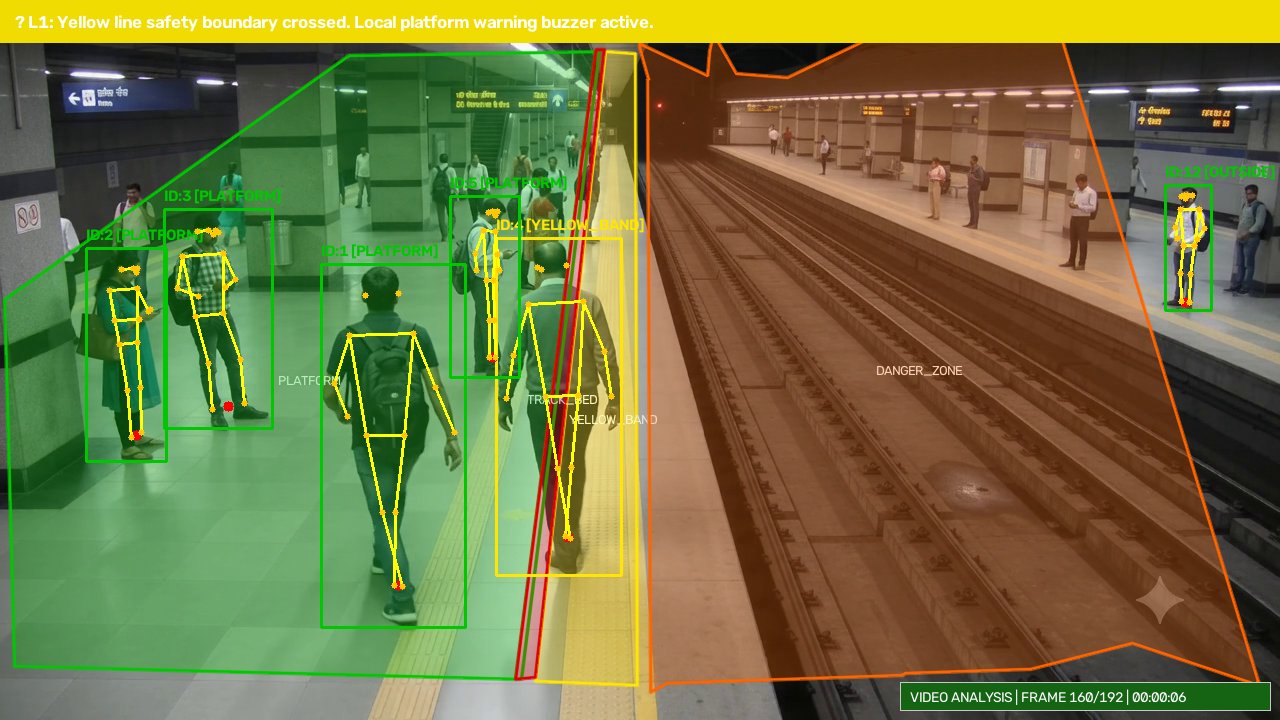 ? L1: Yellow line safety boundary crossed. Local platform warning buzzer active.
ID:12 [OUTSIDE]
ID:5 [PLATFORM]
ID:3 [PLATFORM]
ID:4 [YELLOW_BAND]
ID:2 [PLATFORM]
ID:1 [PLATFORM]
DANGER_ZONE
PLATFORM
TRACK_BED
YELLOW_BAND
VIDEO ANALYSIS | FRAME 160/192 | 00:00:06